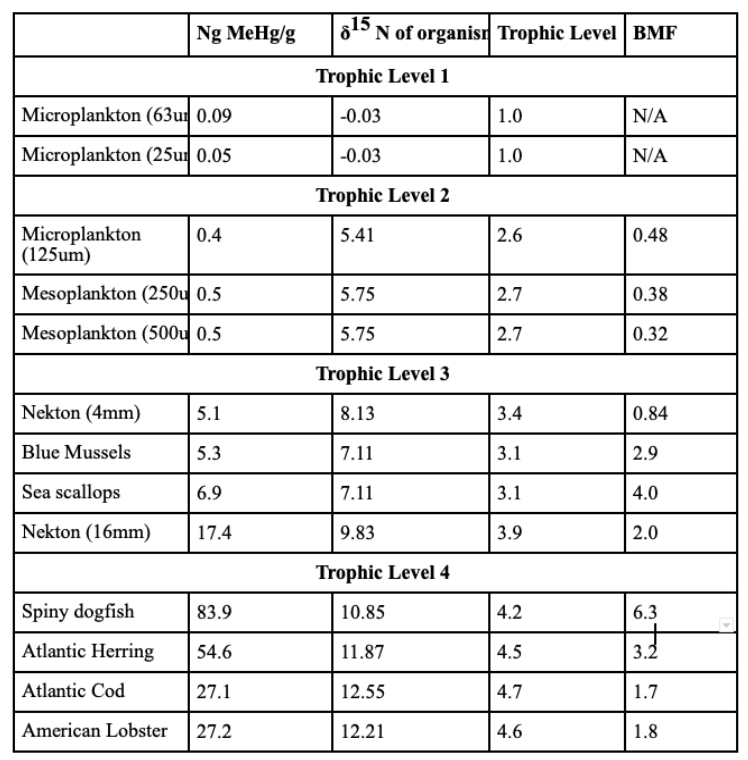 Ng MeHg/g δ15 N of organisn Trophic Level BMF
Trophic Level 1
Microplankton (63un 0.09 -0.03 1.0 N/A
Microplankton (25un 0.05 -0.03 1.0 N/A
Trophic Level 2
Microplankton 0.4 5.41 2.6 0.48
(125um)
Mesoplankton (250u 0.5 5.75 2.7 0.38
Mesoplankton (500u 0.5 5.75 2.7 0.32
Trophic Level 3
Nekton (4mm) 5.1 8.13 3.4 0.84
Blue Mussels 5.3 7.11 3.1 2.9
Sea scallops 6.9 7.11 3.1 4.0
Nekton (16mm) 17.4 9.83 3.9 2.0
Trophic Level 4
Spiny dogfish 83.9 10.85 4.2 6.3
Atlantic Herring 54.6 11.87 4.5 3.2
Atlantic Cod 27.1 12.55 4.7 1.7
American Lobster 27.2 12.21 4.6 1.8